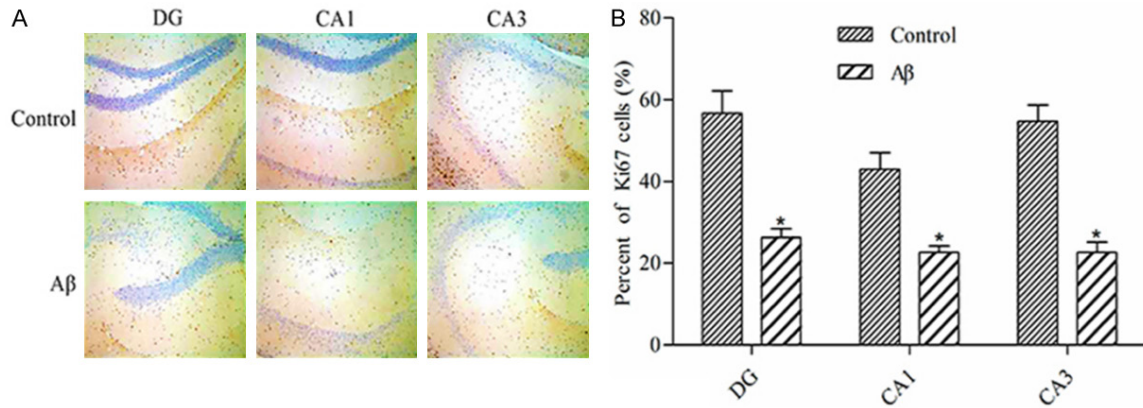 A
DG CA1 CA3
Control
Aβ
B
Percent of Ki67 cells (%)
80
60
40
20
0
Control
Aβ
*
*
*
DG
CA1
CA3